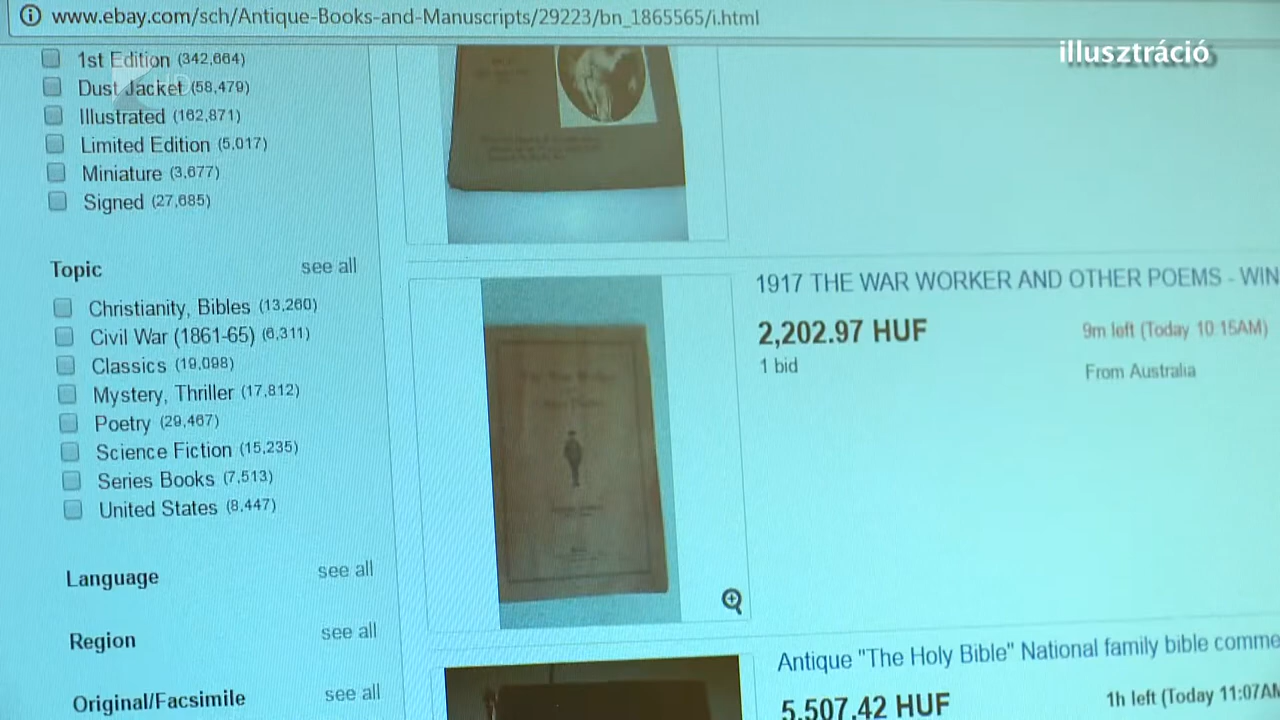 www.ebay.com/sch/Antique-Books-and-Manuscripts/29223/bn_1865565/i.html
illusztráció
HD
1st Edition (342,664)
Dust Jacket (58,479)
Illustrated (162,871)
Limited Edition (5,017)
Miniature (3,677)
Signed (27,685)
Topic see all
Christianity, Bibles (13,260)
Civil War (1861-65) (6,311)
Classics (19,098)
Mystery, Thriller (17,812)
Poetry (29,467)
Science Fiction (15,235)
Series Books (7,513)
United States (8,447)
Language see all
Region see all
Original/Facsimile see all
1917 THE WAR WORKER AND OTHER POEMS - WIN
2,202.97 HUF
9m left (Today 10:15AM)
1 bid
From Australia
Antique "The Holy Bible" National family bible comme
5,507.42 HUF
1h left (Today 11:07AM